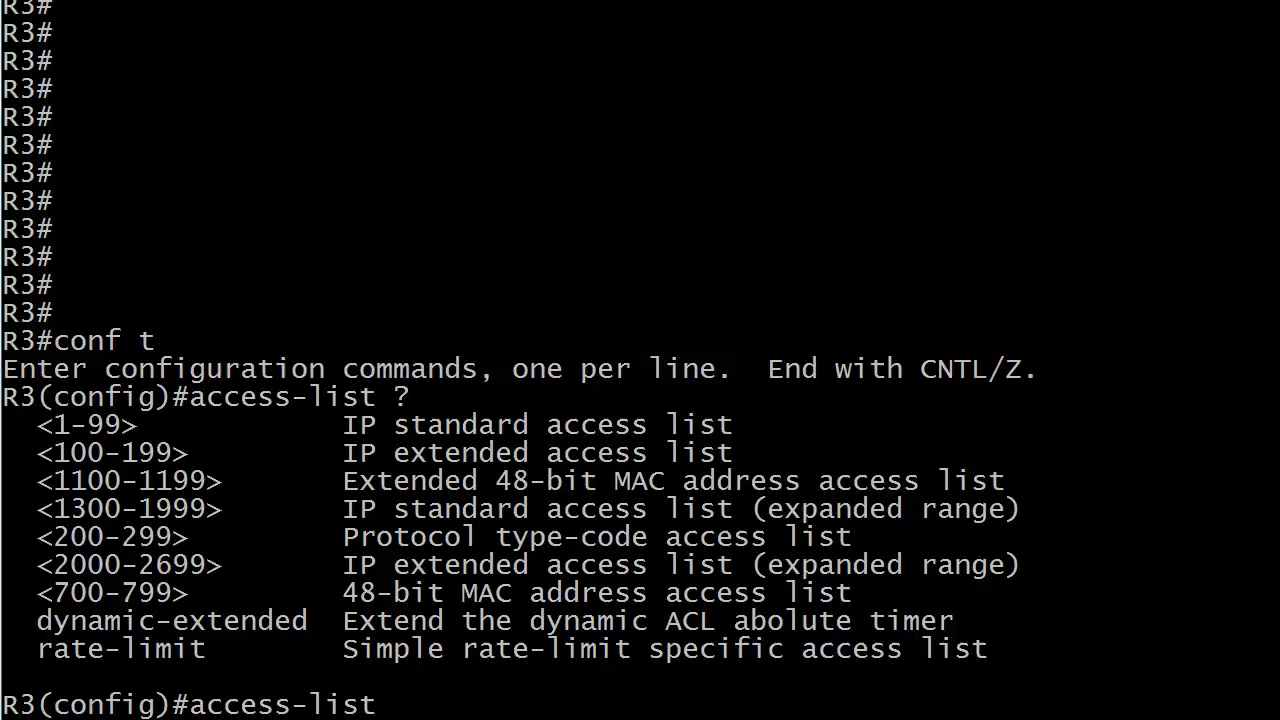 R3#
R3#
R3#
R3#
R3#
R3#
R3#
R3#
R3#
R3#
R3#
R3#
R3#conf t
Enter configuration commands, one per line.  End with CNTL/Z.
R3(config)#access-list ?
  <1-99>            IP standard access list
  <100-199>         IP extended access list
  <1100-1199>       Extended 48-bit MAC address access list
  <1300-1999>       IP standard access list (expanded range)
  <200-299>         Protocol type-code access list
  <2000-2699>       IP extended access list (expanded range)
  <700-799>         48-bit MAC address access list
  dynamic-extended  Extend the dynamic ACL abolute timer
  rate-limit        Simple rate-limit specific access list
R3(config)#access-list